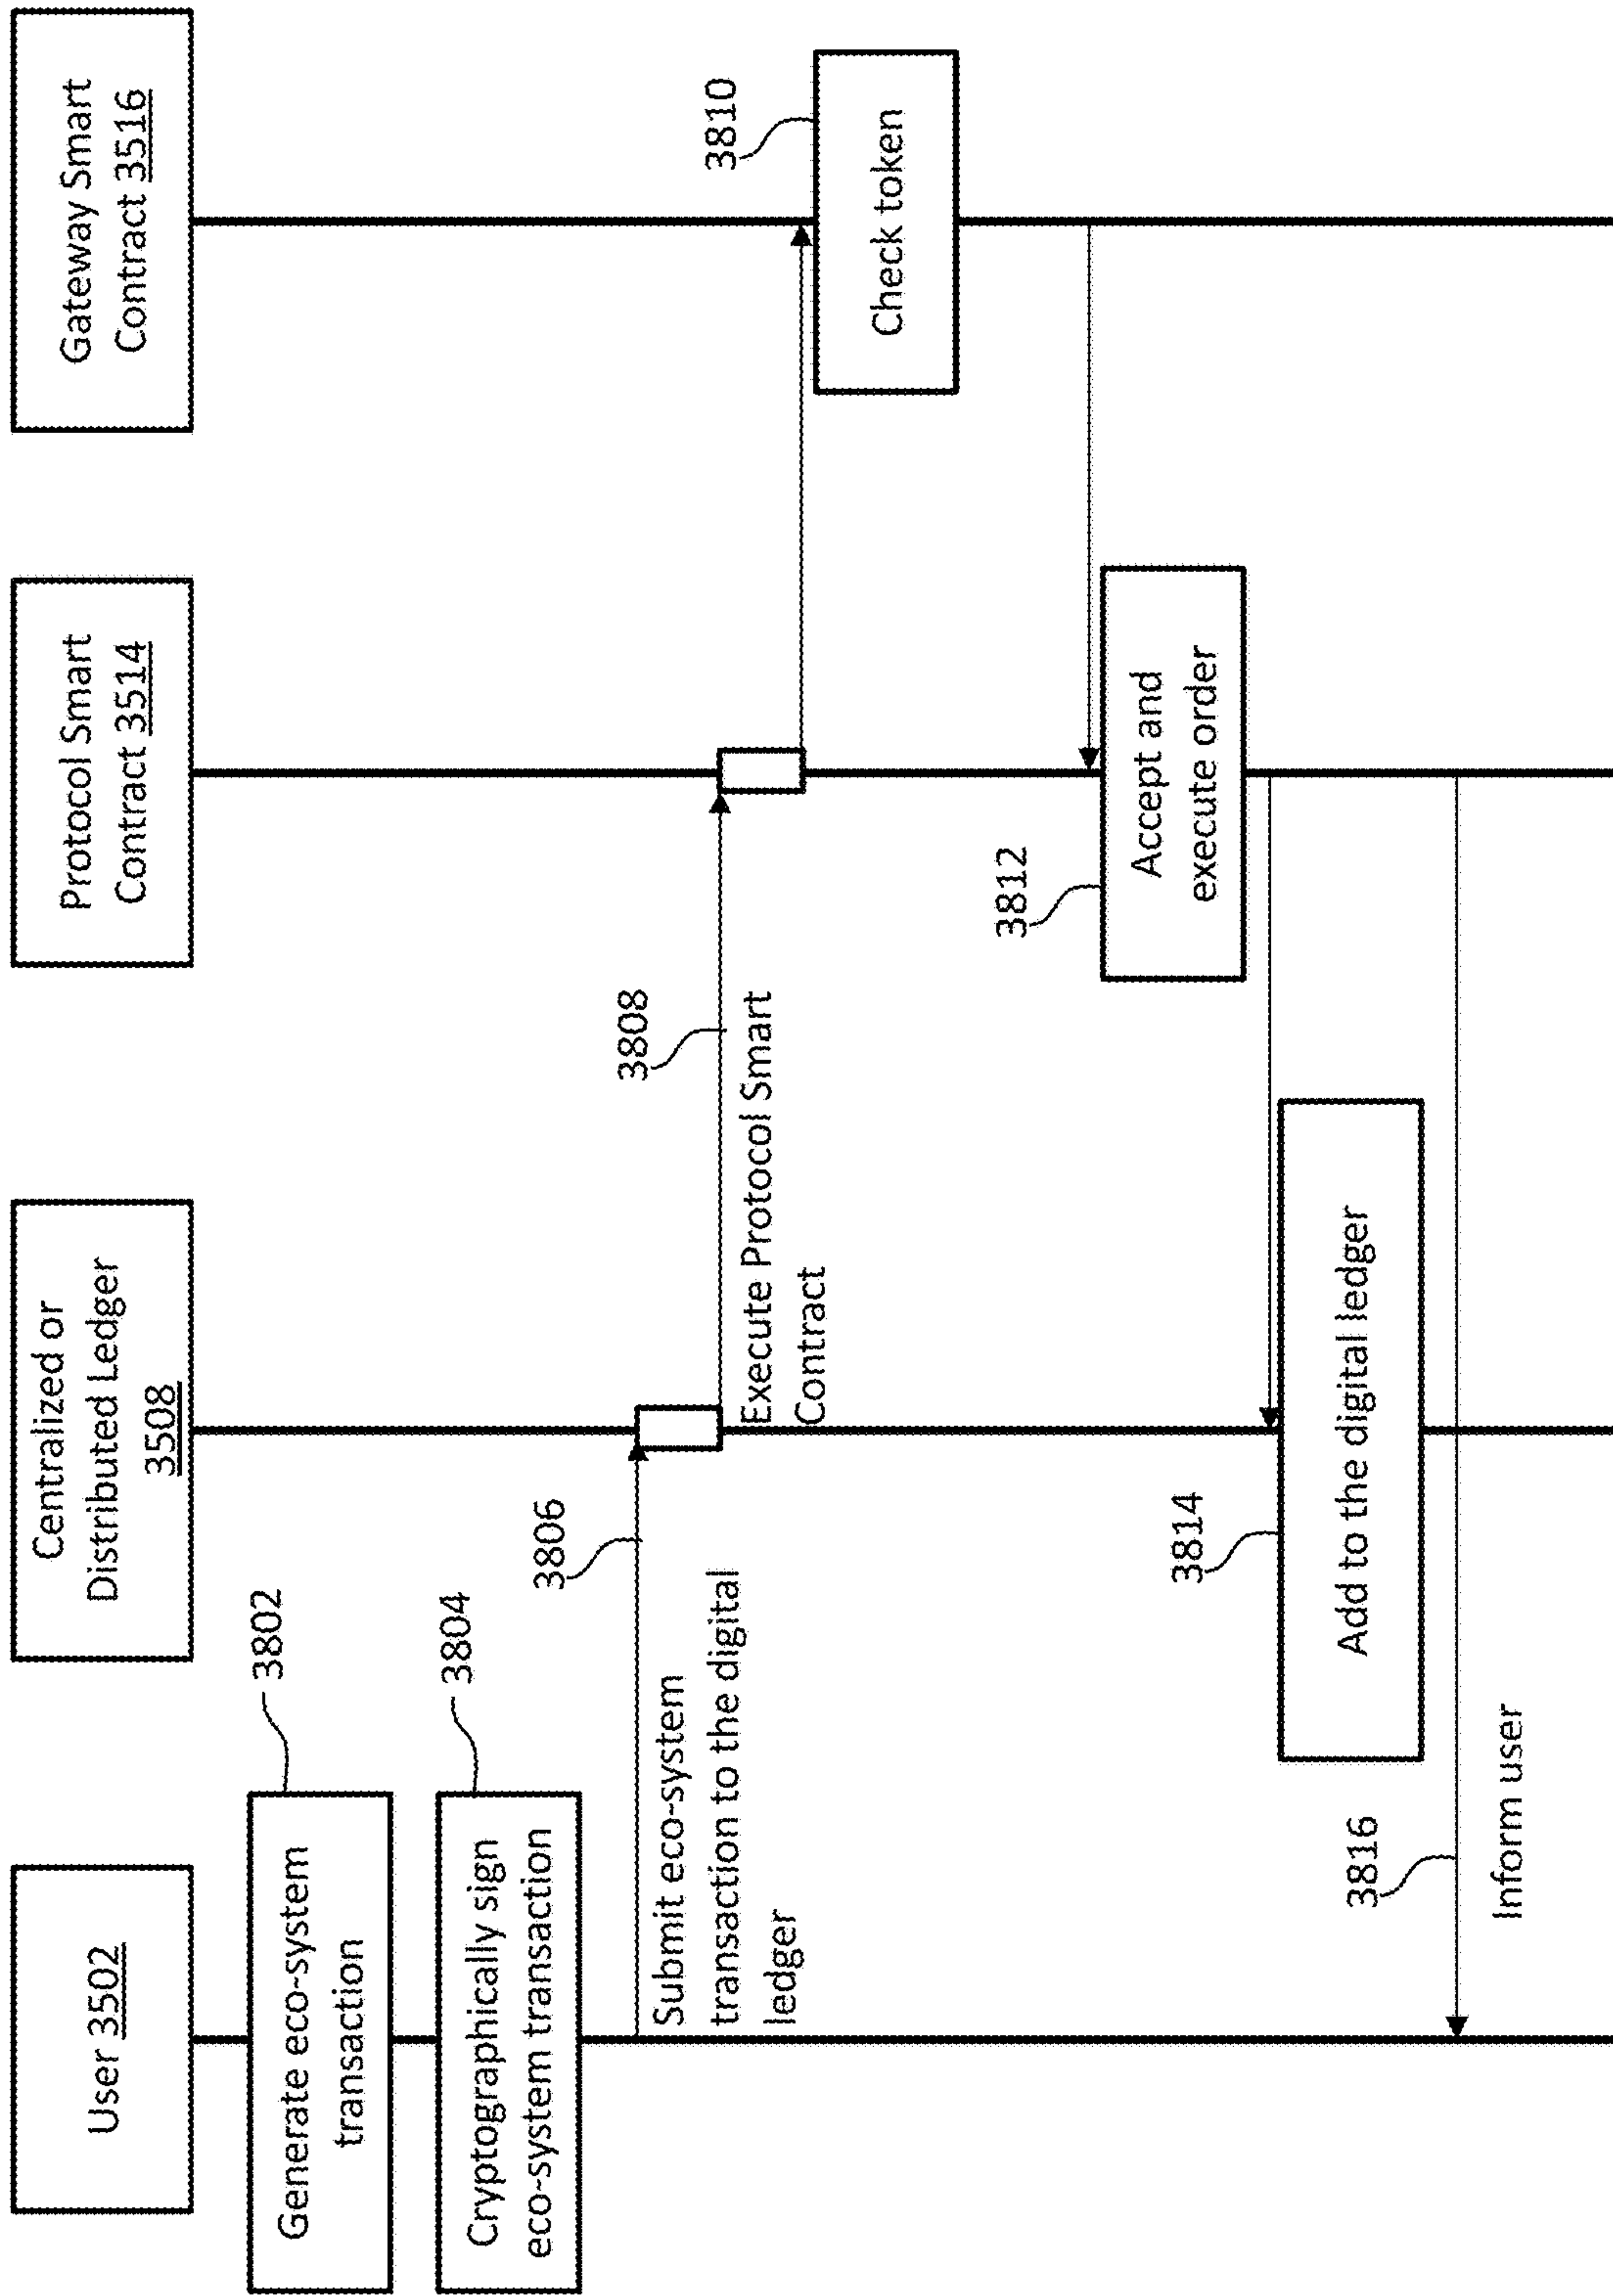 User 3502
Centralized or
Distributed Ledger
3508
Protocol Smart
Contract 3514
Gateway Smart
Contract 3516
3802
Generate eco-system
transaction
3804
Cryptographically sign
eco-system transaction
3806
Submit eco-system
transaction to the digital
ledger
3808
Execute Protocol Smart
Contract
3810
Check token
3812
Accept and
execute order
3814
Add to the digital ledger
3816
Inform user